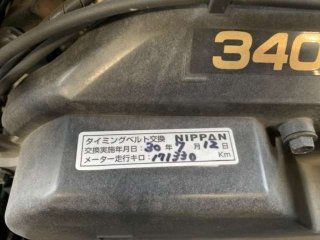 340
タイミングベルト交換 NIPPAN
交換実施年月日：30年7月12日
メーター走行キロ：171330 Km